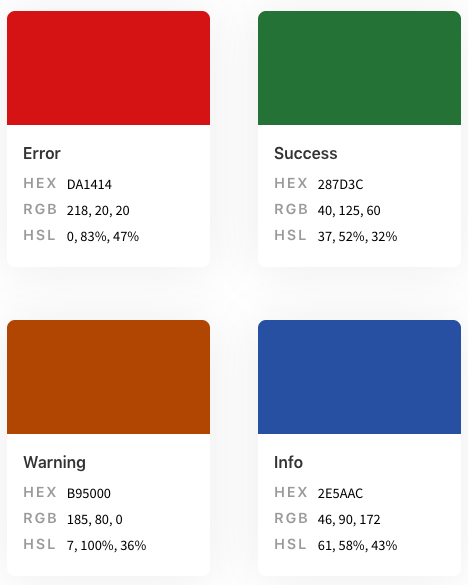 Error
HEX DA1414
RGB 218, 20, 20
HSL 0, 83%, 47%
Success
HEX 287D3C
RGB 40, 125, 60
HSL 37, 52%, 32%
Warning
HEX B95000
RGB 185, 80, 0
HSL 7, 100%, 36%
Info
HEX 2E5AAC
RGB 46, 90, 172
HSL 61, 58%, 43%